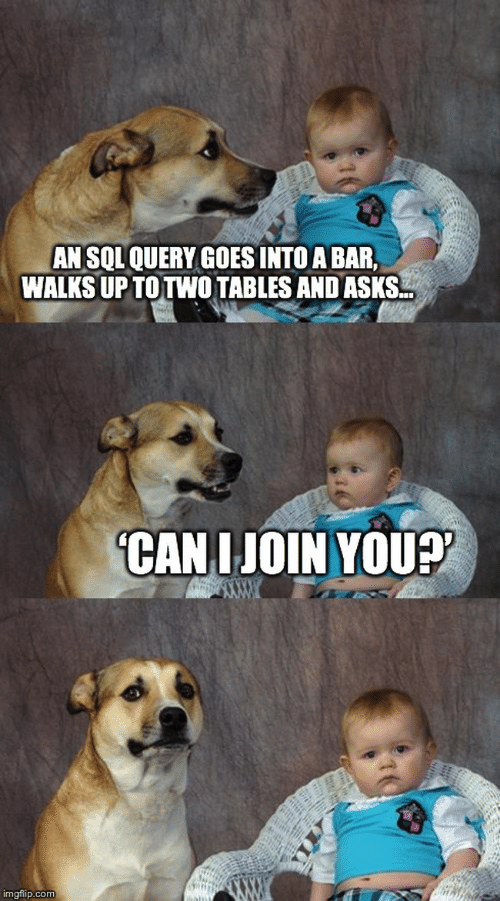 AN SQL QUERY GOES INTO A BAR,
WALKS UP TO TWO TABLES AND ASKS...
‘CAN I JOIN YOU?’
imgflip.com